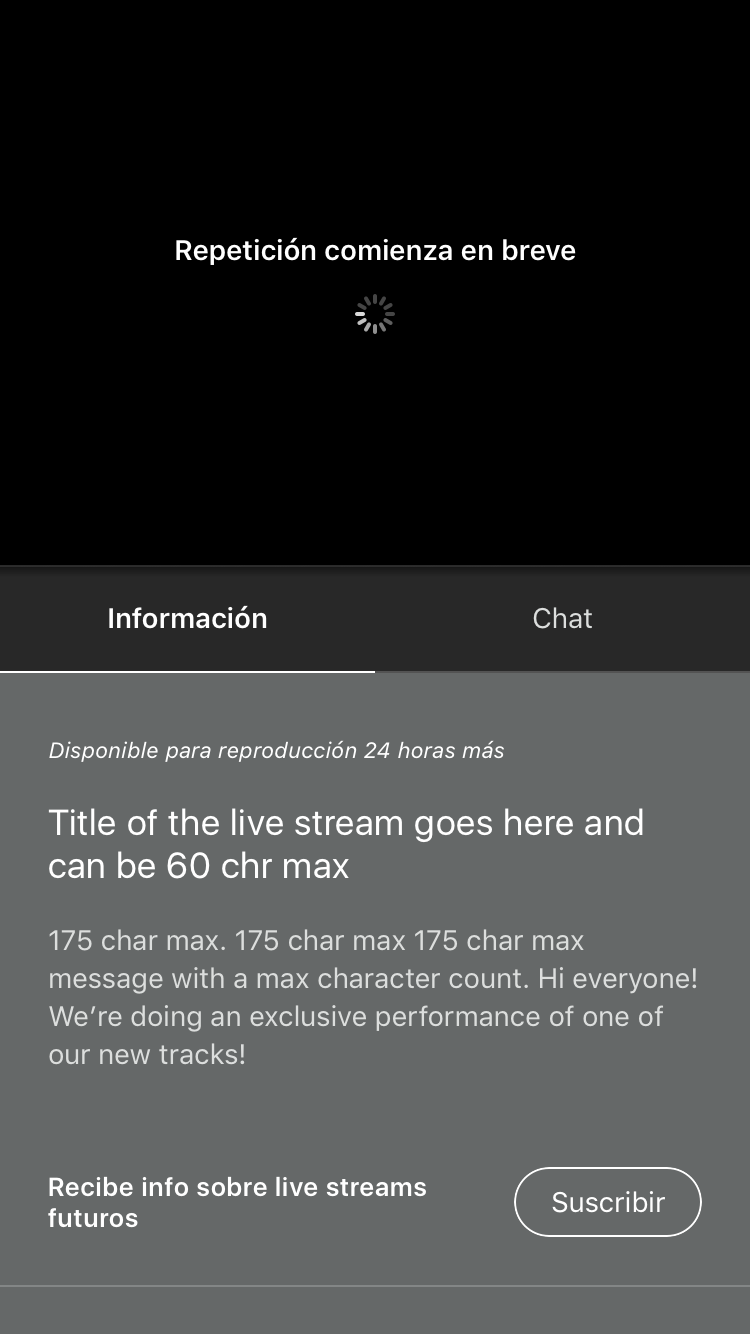 Repetición comienza en breve
Información
Chat
Disponible para reproducción 24 horas más
Title of the live stream goes here and
can be 60 chr max
175 char max. 175 char max 175 char max
message with a max character count. Hi everyone!
We’re doing an exclusive performance of one of
our new tracks!
Recibe info sobre live streams
futuros
Suscribir